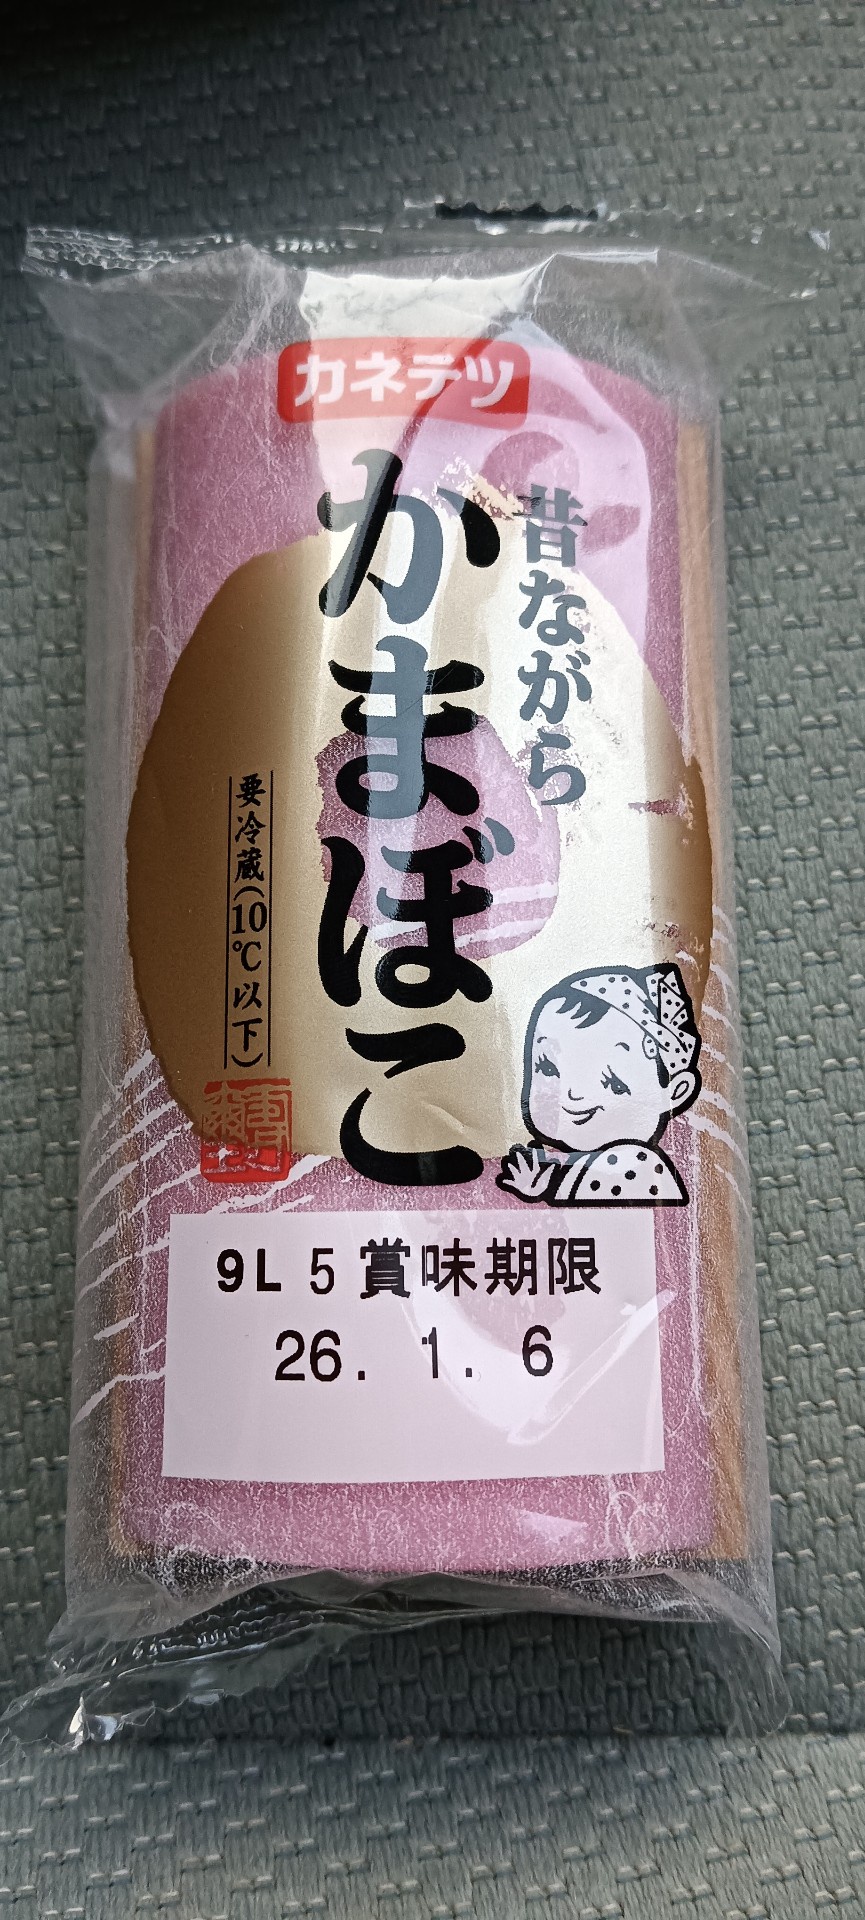 カネテツ
昔ながら
かまぼこ
要冷蔵(10℃以下)
9L 5 賞味期限
26. 1. 6